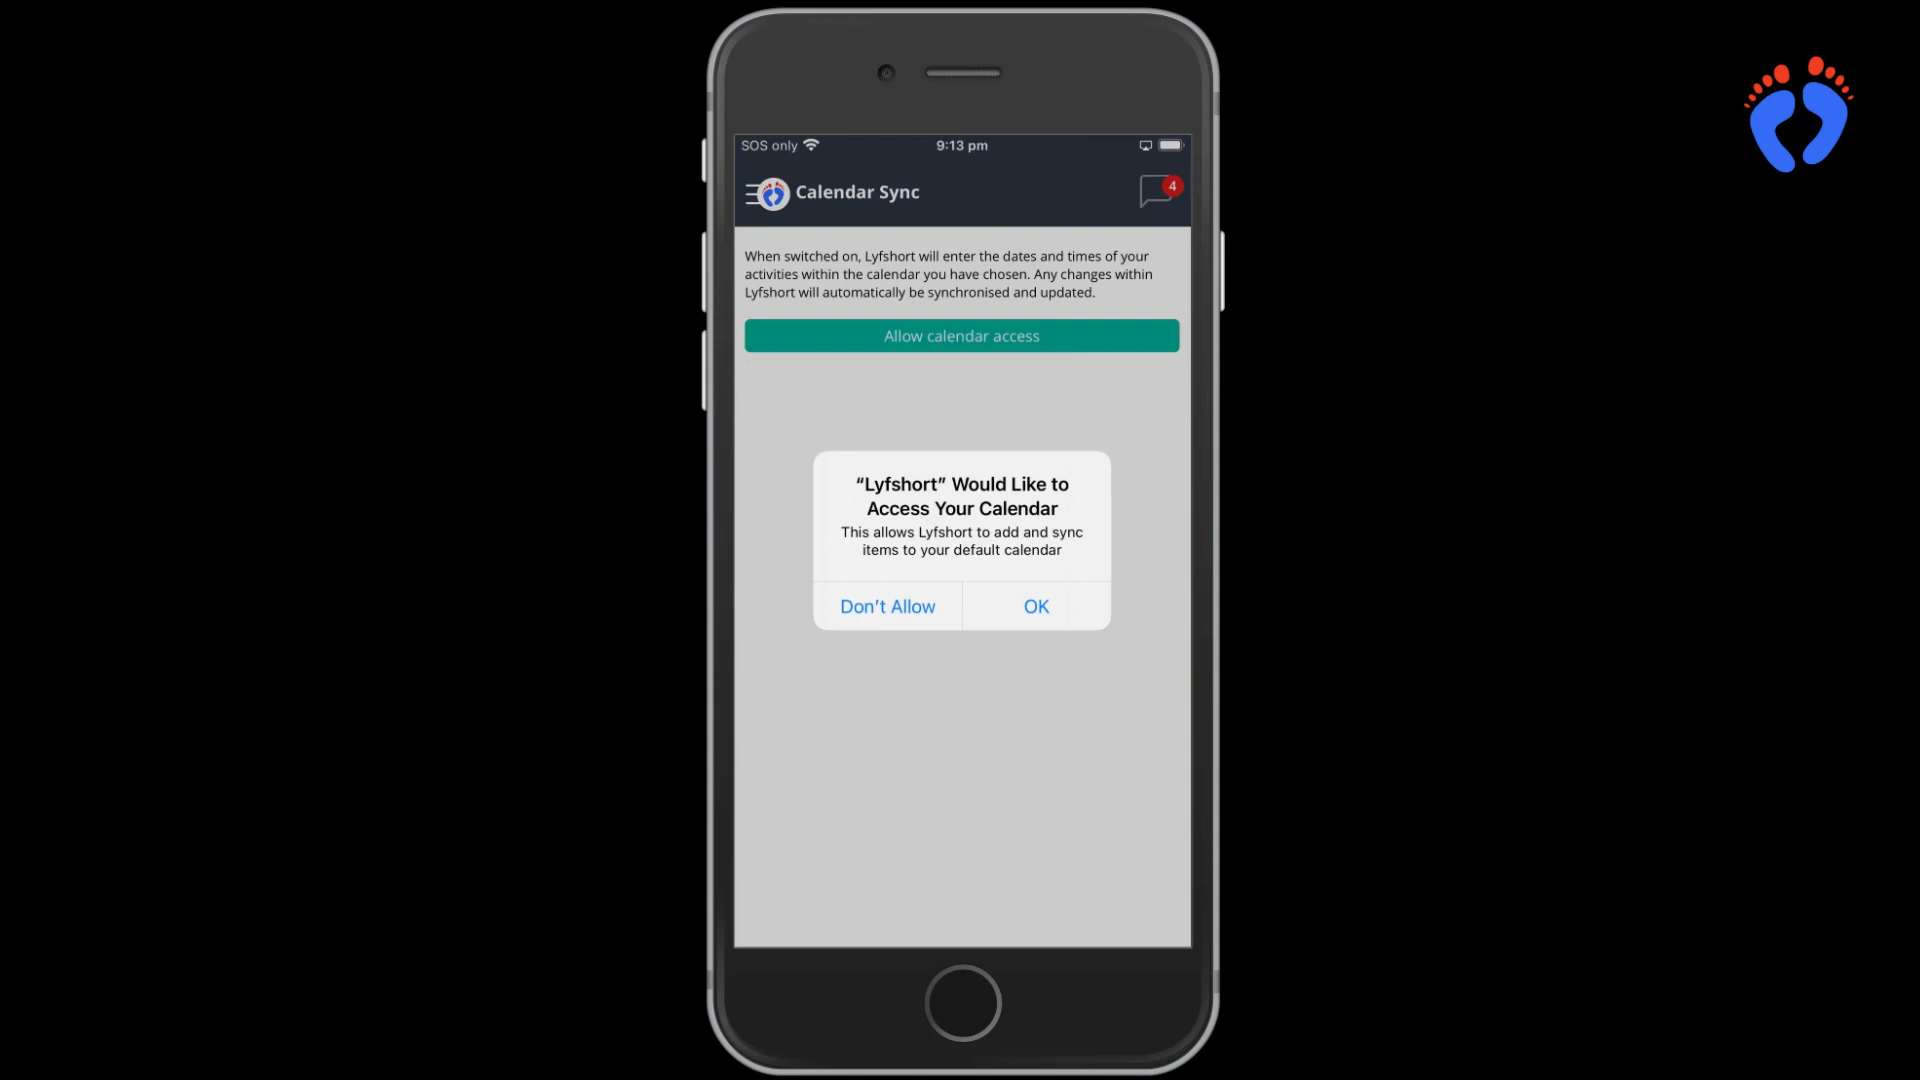 SOS only
9:13 pm
Calendar Sync
4
When switched on, Lyfshort will enter the dates and times of your
activities within the calendar you have chosen. Any changes within
Lyfshort will automatically be synchronised and updated.
Allow calendar access
“Lyfshort” Would Like to
Access Your Calendar
This allows Lyfshort to add and sync
items to your default calendar
Don’t Allow
OK